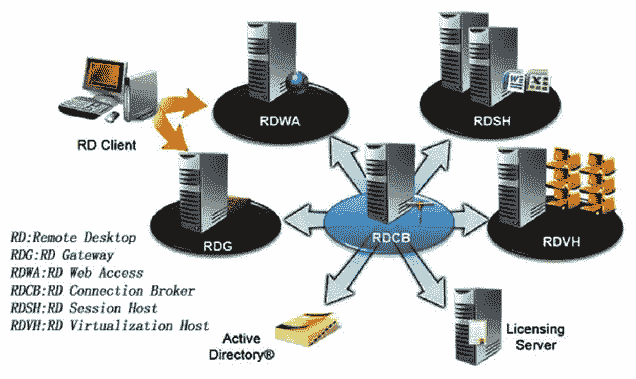 RD Client
RDWA
RDSH
RDG
RDCB
RDVH
RD:Remote Desktop
RDG:RD Gateway
RDWA:RD Web Access
RDCB:RD Connection Broker
RDSH:RD Session Host
RDVH:RD Virtualization Host
Active
Directory®
Licensing
Server